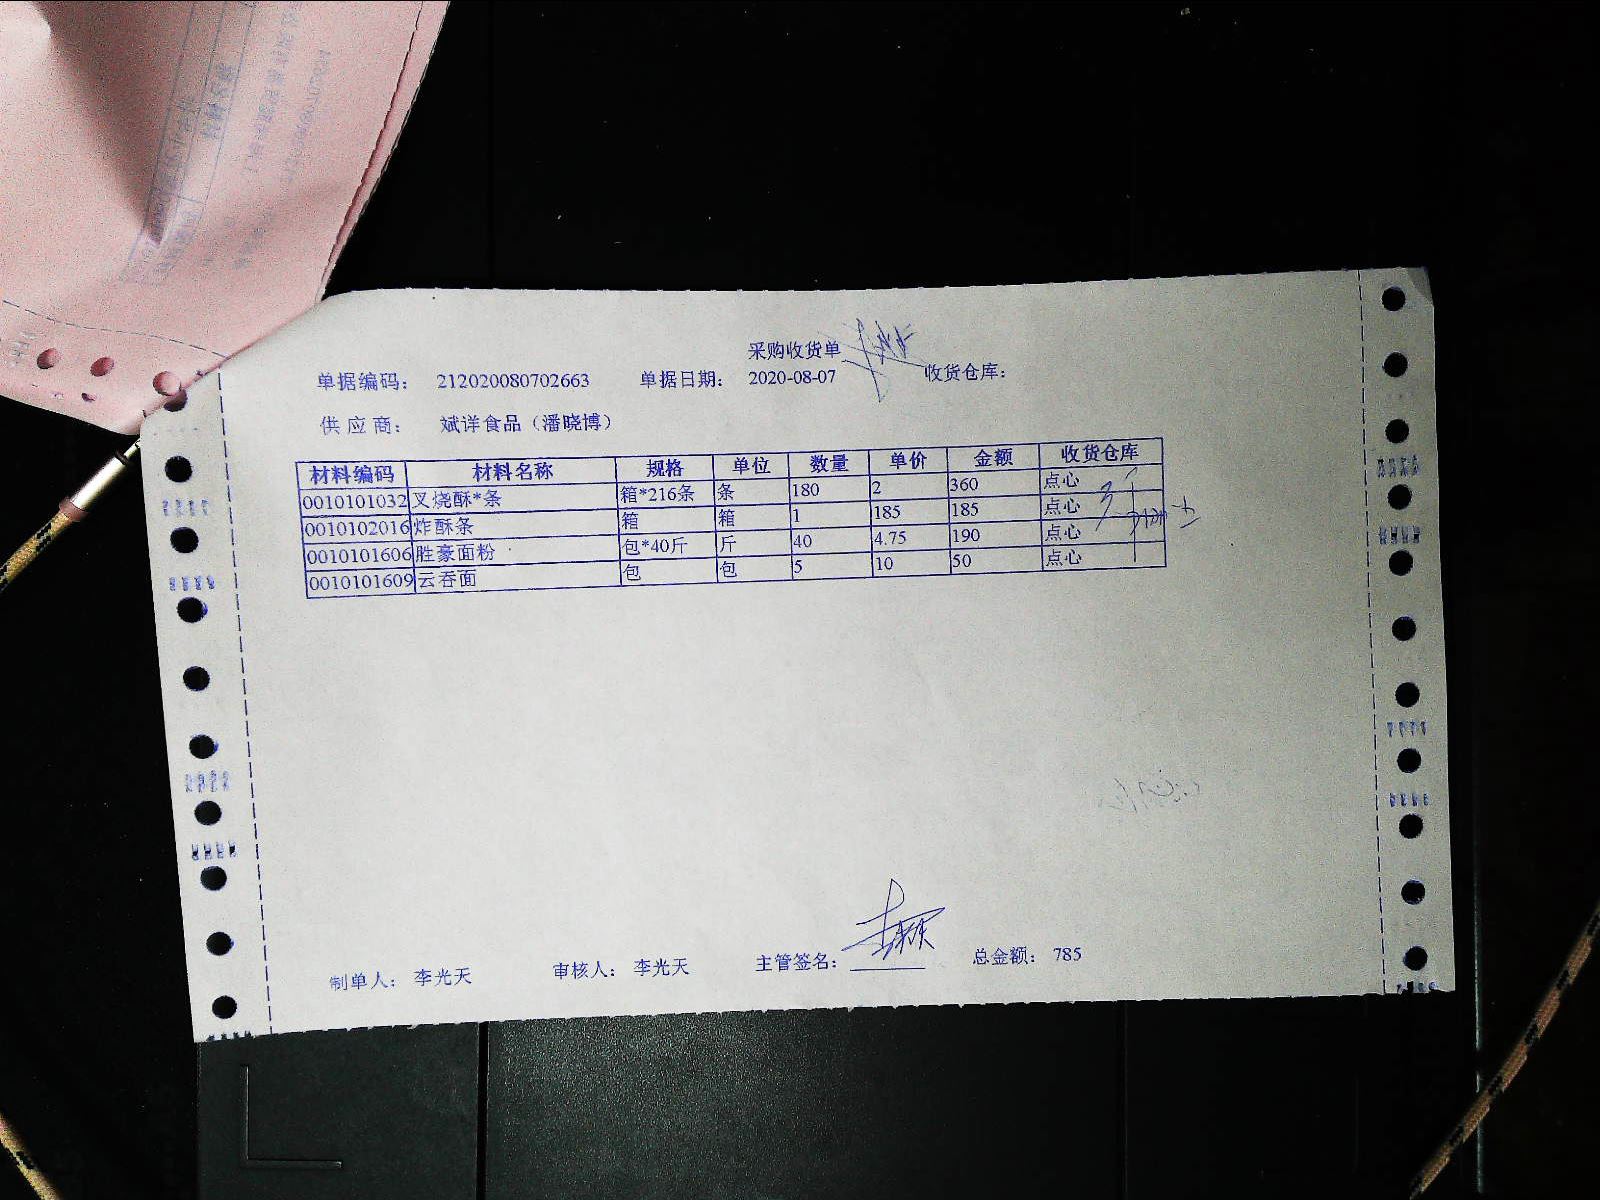 采购收货单
单据编码： 212020080702663 单据日期： 2020-08-07 收货仓库：
供应商： 斌详食品（潘晓博）
材料编码 材料名称 规格 单位 数量 单价 金额 收货仓库
0010101032 叉烧酥*条 箱*216条 条 180 2 360 点心
0010102016 炸酥条 箱 箱 1 185 185 点心
0010101606 胜豪面粉 包*40斤 斤 40 4.75 190 点心
0010101609 云吞面 包 包 5 10 50 点心
制单人： 李光天 审核人： 李光天 主管签名： 总金额： 785